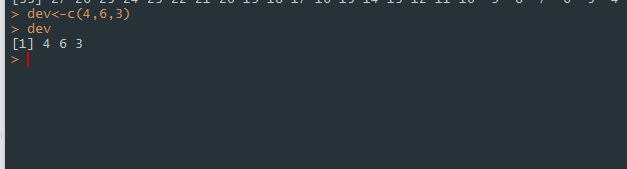 > dev<-c(4,6,3)
> dev
[1] 4 6 3
>